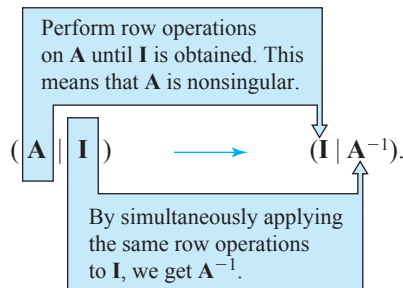 Perform row operations
on A until I is obtained. This
means that A is nonsingular.
( A | I ) (I | A⁻¹).
By simultaneously applying
the same row operations
to I, we get A⁻¹.